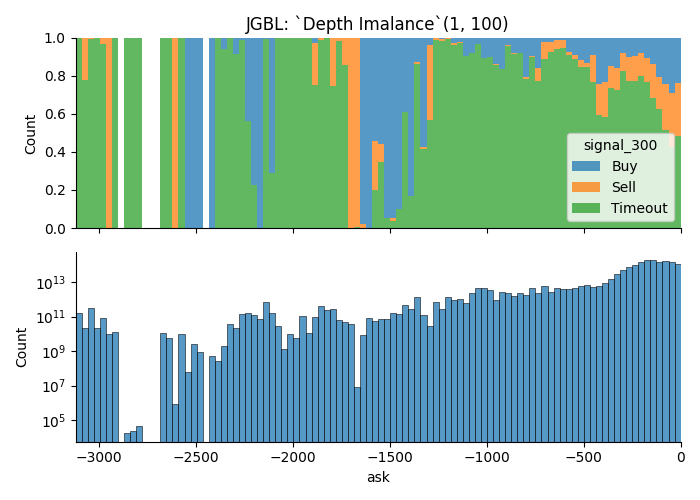 JGBL: `Depth Imalance`(1, 100)
1.0
0.8
0.6
0.4
0.2
0.0
Count
signal_300
Buy
Sell
Timeout
10^13
10^11
10^9
10^7
10^5
Count
−3000 −2500 −2000 −1500 −1000 −500 0
ask